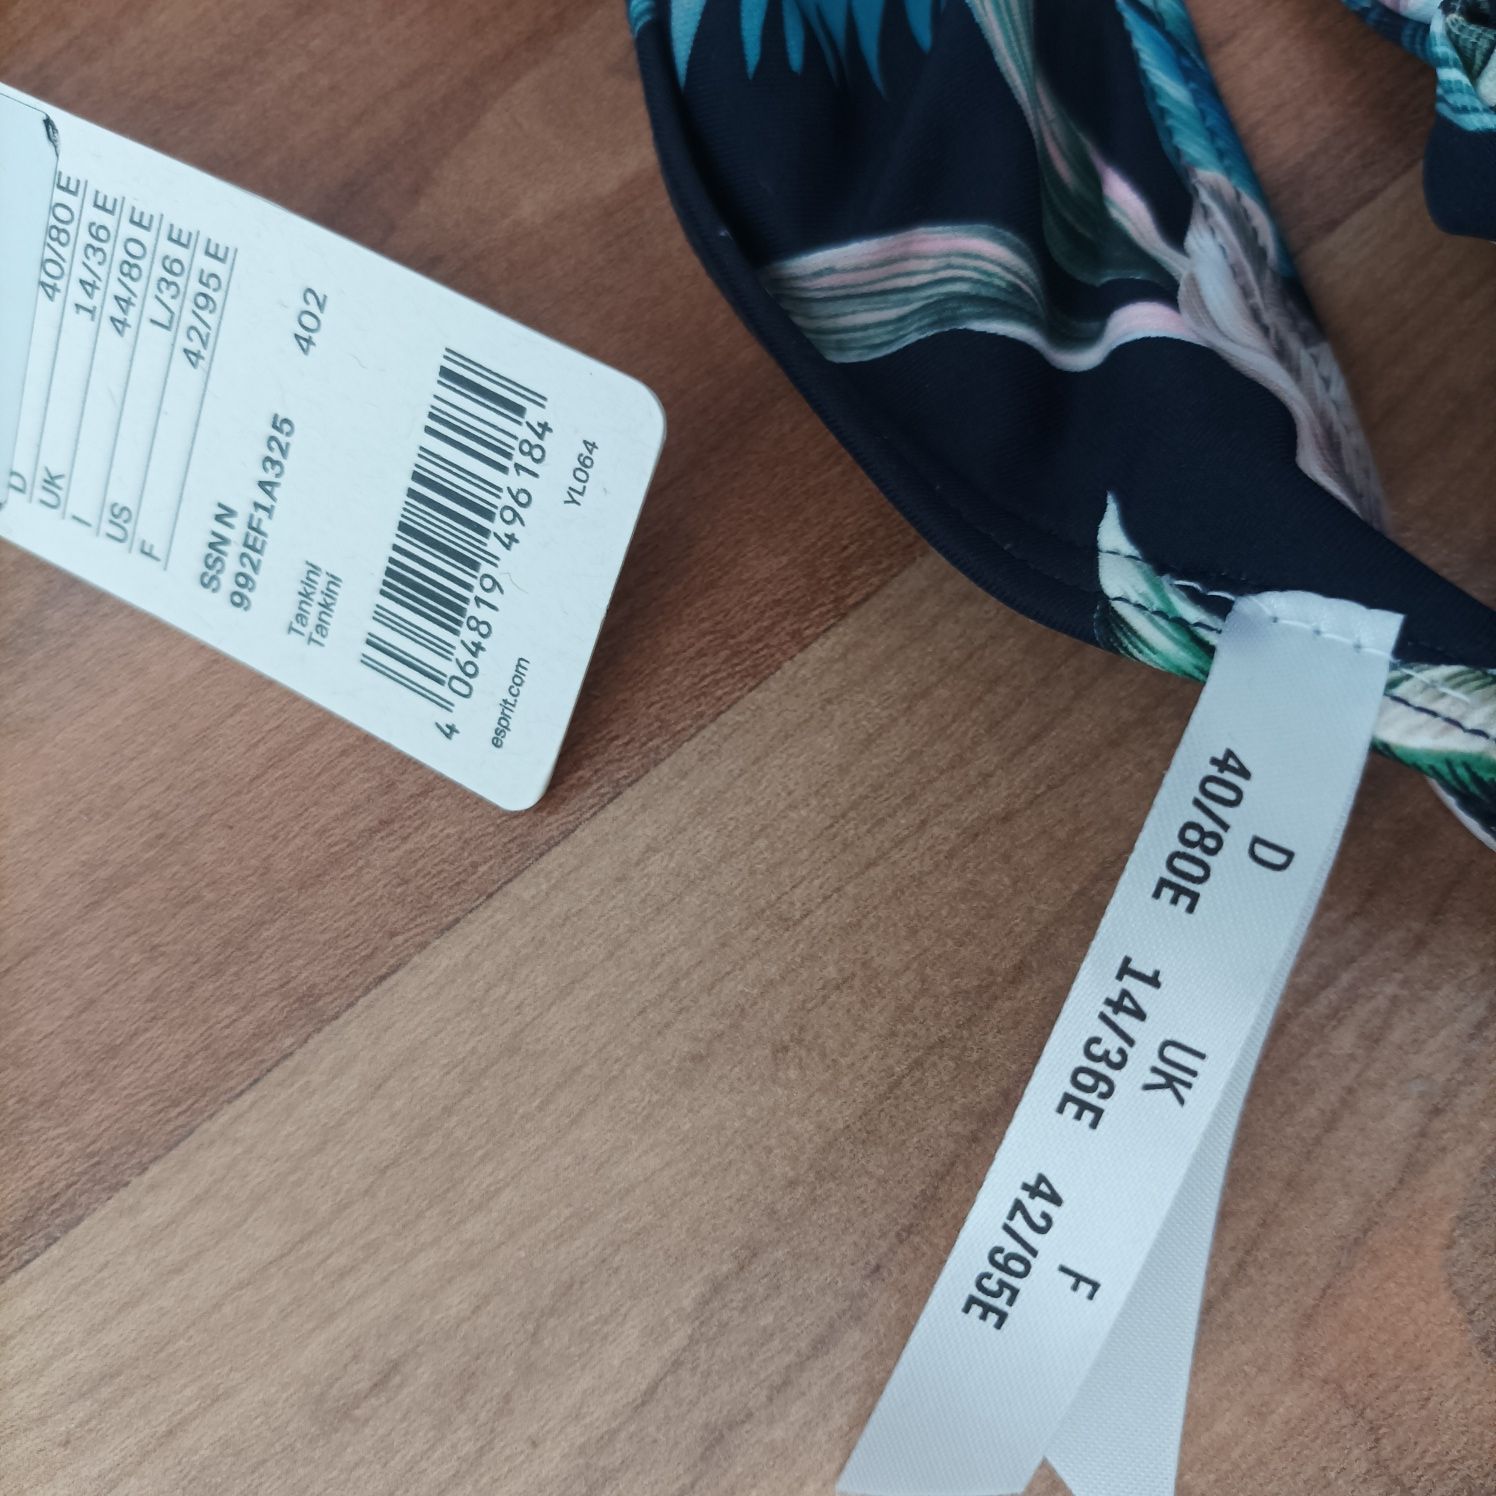 D 40/80 E
UK 14/36 E
I 44/80 E
US L/36 E
F 42/95 E
SSN N
992EF1A325 402
Tankini
Tankini
4 064819 496184
esprit.com YL064
D
40/80E
UK
14/36E
F
42/95E